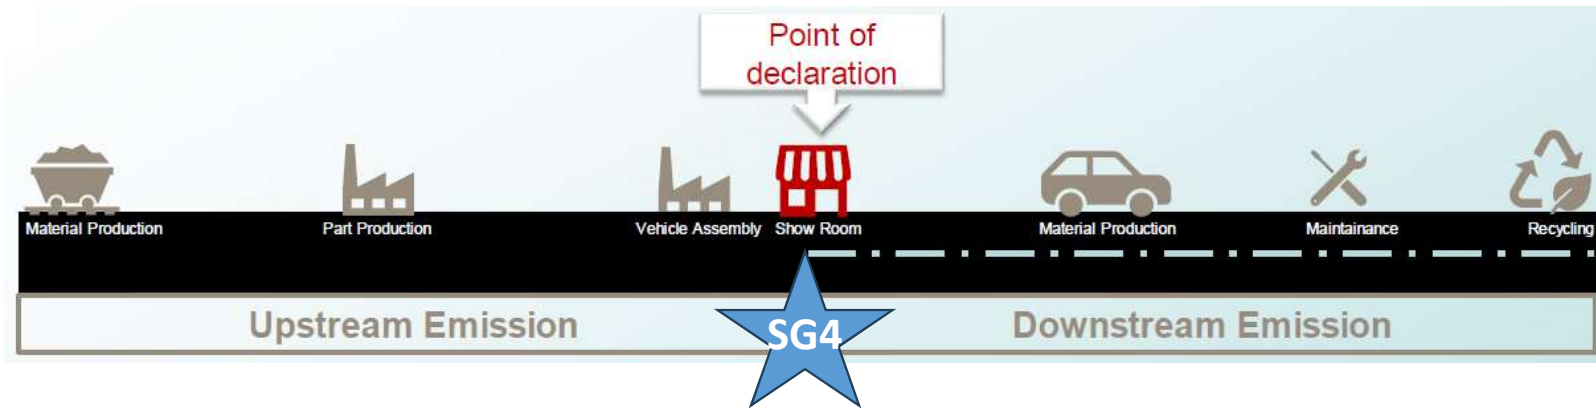 Point of
declaration
Material Production
Part Production
Vehicle Assembly
Show Room
Material Production
Maintainance
Recycling
Upstream Emission
SG4
Downstream Emission